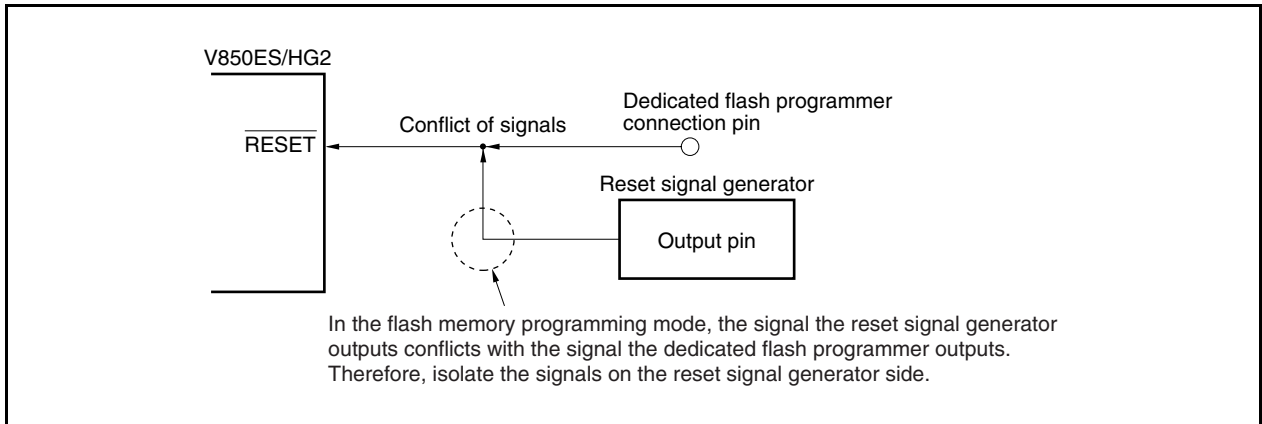 V850ES/HG2
RESET
Conflict of signals
Dedicated flash programmer
connection pin
Reset signal generator
Output pin
In the flash memory programming mode, the signal the reset signal generator
outputs conflicts with the signal the dedicated flash programmer outputs.
Therefore, isolate the signals on the reset signal generator side.